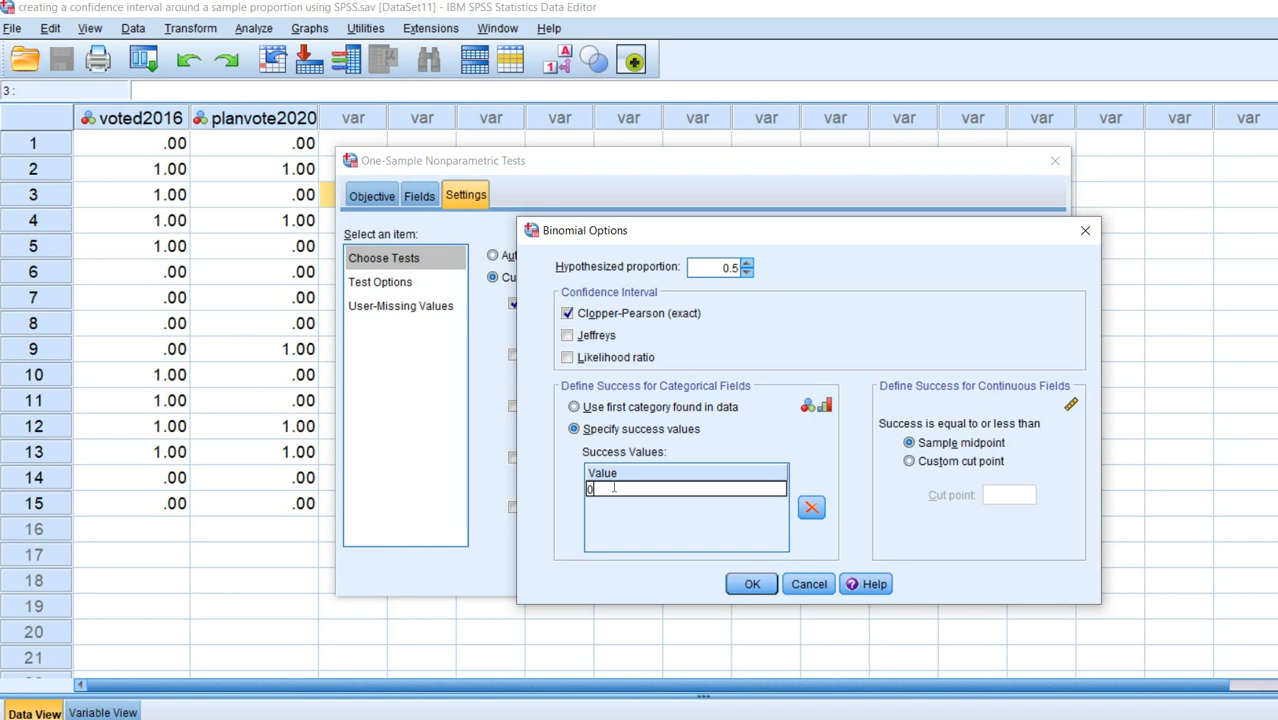 creating a confidence interval around a sample proportion using SPSS.sav [DataSet11] - IBM SPSS Statistics Data Editor
File Edit View Data Transform Analyze Graphs Utilities Extensions Window Help
3 :
voted2016 planvote2020 var var var var var var var var var var var var var var
1 .00 .00
2 1.00 1.00
3 1.00 .00
4 1.00 1.00
5 1.00 .00
6 .00 .00
7 .00 .00
8 .00 .00
9 .00 1.00
10 1.00 .00
11 1.00 .00
12 1.00 1.00
13 1.00 1.00
14 .00 .00
15 .00 .00
16
17
18
19
20
21
One-Sample Nonparametric Tests
Objective Fields Settings
Select an item:
Choose Tests
Test Options
User-Missing Values
Aut
Cu
Binomial Options
Hypothesized proportion: 0.5
Confidence Interval
Clopper-Pearson (exact)
Jeffreys
Likelihood ratio
Define Success for Categorical Fields
Use first category found in data
Specify success values
Success Values:
Value
0
Define Success for Continuous Fields
Success is equal to or less than
Sample midpoint
Custom cut point
Cut point:
OK Cancel Help
Data View Variable View